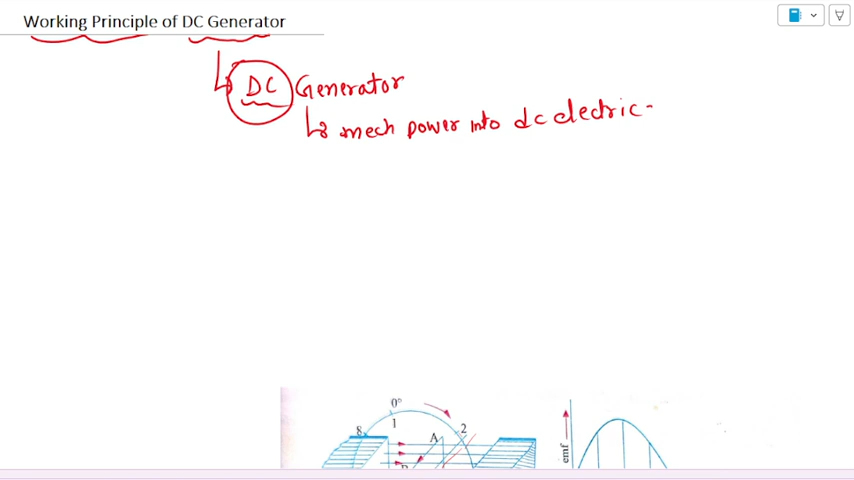 Working Principle of DC Generator
DC Generator
mech power into dc electric-
0°
1
8
2
A
emf